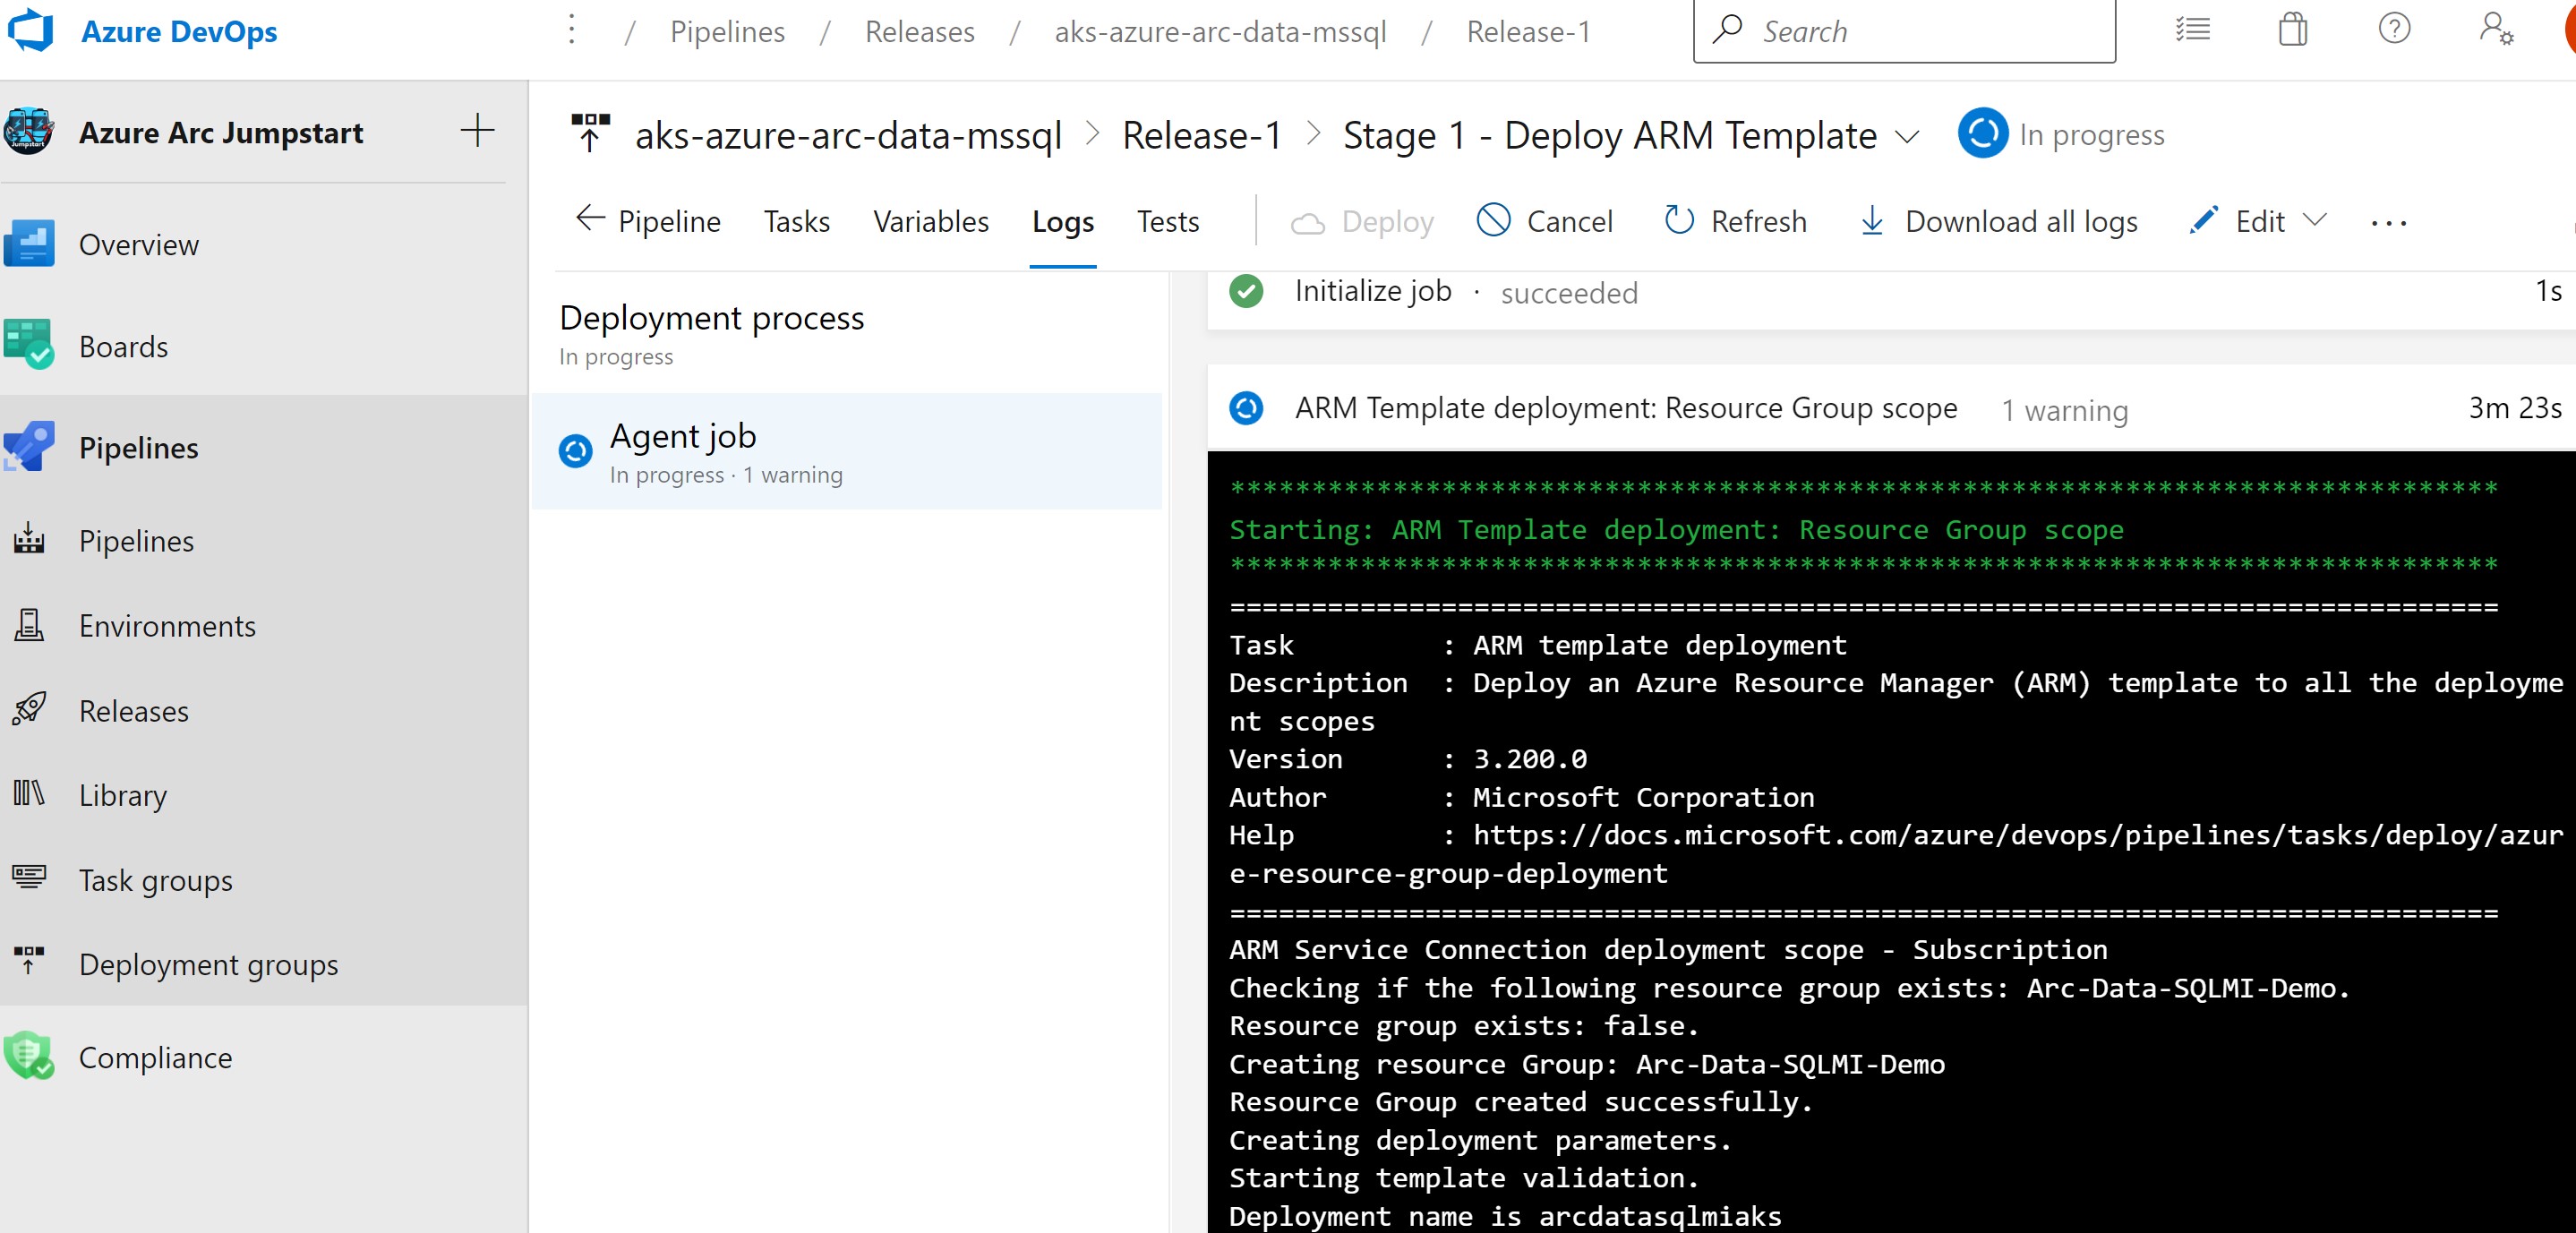 Azure DevOps
/ Pipelines / Releases / aks-azure-arc-data-mssql / Release-1
Search
Azure Arc Jumpstart
Jumpstart
Overview
Boards
Pipelines
Pipelines
Environments
Releases
Library
Task groups
Deployment groups
Compliance
aks-azure-arc-data-mssql > Release-1 > Stage 1 - Deploy ARM Template
In progress
Pipeline Tasks Variables Logs Tests Deploy Cancel Refresh Download all logs Edit ...
Deployment process
In progress
Agent job
In progress · 1 warning
Initialize job · succeeded 1s
ARM Template deployment: Resource Group scope 1 warning 3m 23s
******************************************************************************
Starting: ARM Template deployment: Resource Group scope
******************************************************************************
==============================================================================
Task         : ARM template deployment
Description  : Deploy an Azure Resource Manager (ARM) template to all the deployme
nt scopes
Version      : 3.200.0
Author       : Microsoft Corporation
Help         : https://docs.microsoft.com/azure/devops/pipelines/tasks/deploy/azur
e-resource-group-deployment
==============================================================================
ARM Service Connection deployment scope - Subscription
Checking if the following resource group exists: Arc-Data-SQLMI-Demo.
Resource group exists: false.
Creating resource Group: Arc-Data-SQLMI-Demo
Resource Group created successfully.
Creating deployment parameters.
Starting template validation.
Deployment name is arcdatasqlmiaks